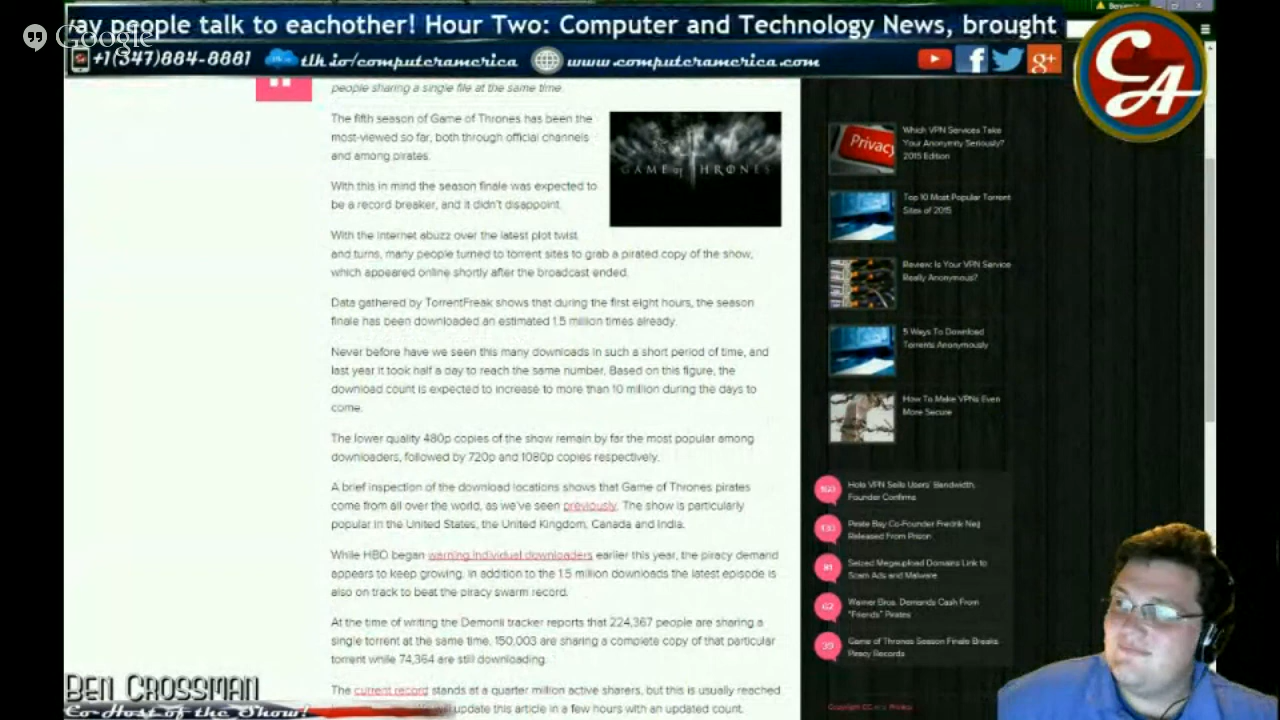 ay people talk to eachother! Hour Two: Computer and Technology News, brought
Google
+1(347)884-8881 tlk.io/computeramerica www.computeramerica.com
CA
people sharing a single file at the same time.
The fifth season of Game of Thrones has been the
most-viewed so far, both through official channels
and among pirates.
GAME OF THRONES
With this in mind the season finale was expected to
be a record breaker, and it didn't disappoint.
With the Internet abuzz over the latest plot twist
and turns, many people turned to torrent sites to grab a pirated copy of the show,
which appeared online shortly after the broadcast ended.
Data gathered by TorrentFreak shows that during the first eight hours, the season
finale has been downloaded an estimated 1.5 million times already.
Never before have we seen this many downloads in such a short period of time, and
last year it took half a day to reach the same number. Based on this figure, the
download count is expected to increase to more than 10 million during the days to
come.
The lower quality 480p copies of the show remain by far the most popular among
downloaders, followed by 720p and 1080p copies respectively.
A brief inspection of the download locations shows that Game of Thrones pirates
come from all over the world, as we've seen previously. The show is particularly
popular in the United States, the United Kingdom, Canada and India.
While HBO began warning individual downloaders earlier this year, the piracy demand
appears to keep growing. In addition to the 1.5 million downloads the latest episode is
also on track to beat the piracy swarm record.
At the time of writing the Demonii tracker reports that 224,367 people are sharing a
single torrent at the same time. 150,003 are sharing a complete copy of that particular
torrent while 74,364 are still downloading.
The current record stands at a quarter million active sharers, but this is usually reached
update this article in a few hours with an updated count.
Privacy
Which VPN Services Take
Your Anonymity Seriously?
2015 Edition
Top 10 Most Popular Torrent
Sites of 2015
Review: Is Your VPN Service
Really Anonymous?
5 Ways To Download
Torrents Anonymously
How To Make VPNs Even
More Secure
Hola VPN Sells Users' Bandwidth,
Founder Confirms
Pirate Bay Co-Founder Fredrik Neij
Released From Prison
81
Seized Megaupload Domains Link to
Scam Ads and Malware
62
Warner Bros. Demands Cash From
"Friends" Pirates
Game of Thrones Season Finale Breaks
Piracy Records
Ben Crossman
Co-Host of the Show!